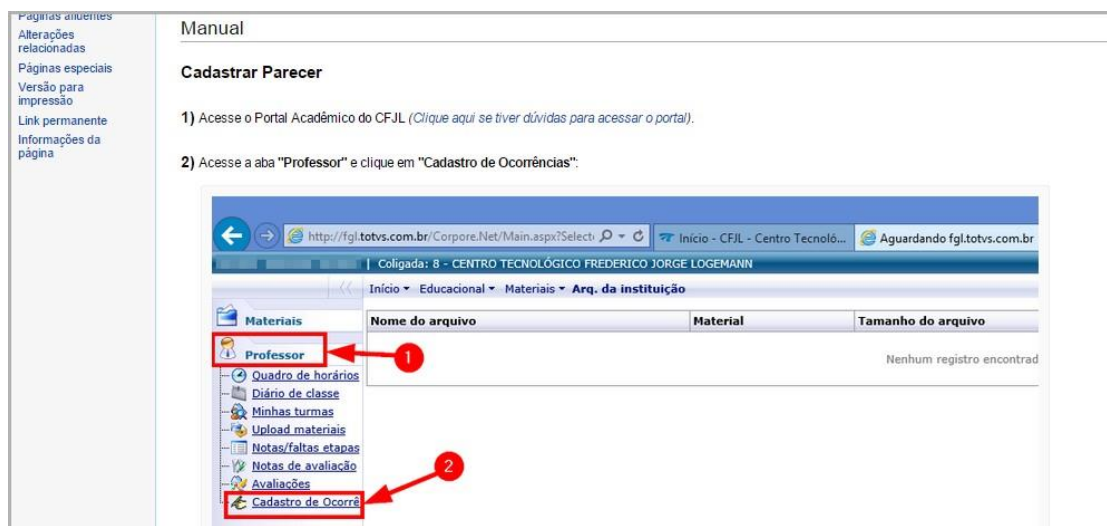 Páginas afluentes
Alterações
relacionadas
Páginas especiais
Versão para
impressão
Link permanente
Informações da
página
Manual
Cadastrar Parecer
1) Acesse o Portal Acadêmico do CFJL (Clique aqui se tiver dúvidas para acessar o portal).
2) Acesse a aba "Professor" e clique em "Cadastro de Ocorrências":
http://fgl.totvs.com.br/Corpore.Net/Main.aspx?Select
Início - CFJL - Centro Tecnoló...
Aguardando fgl.totvs.com.br
| Coligada: 8 - CENTRO TECNOLÓGICO FREDERICO JORGE LOGEMANN
Início Educacional Materiais Arq. da instituição
Materiais
Nome do arquivo Material Tamanho do arquivo
Nenhum registro encontrad
Professor
1
Quadro de horários
Diário de classe
Minhas turmas
Upload materiais
Notas/faltas etapas
Notas de avaliação
2
Avaliações
Cadastro de Ocorrê